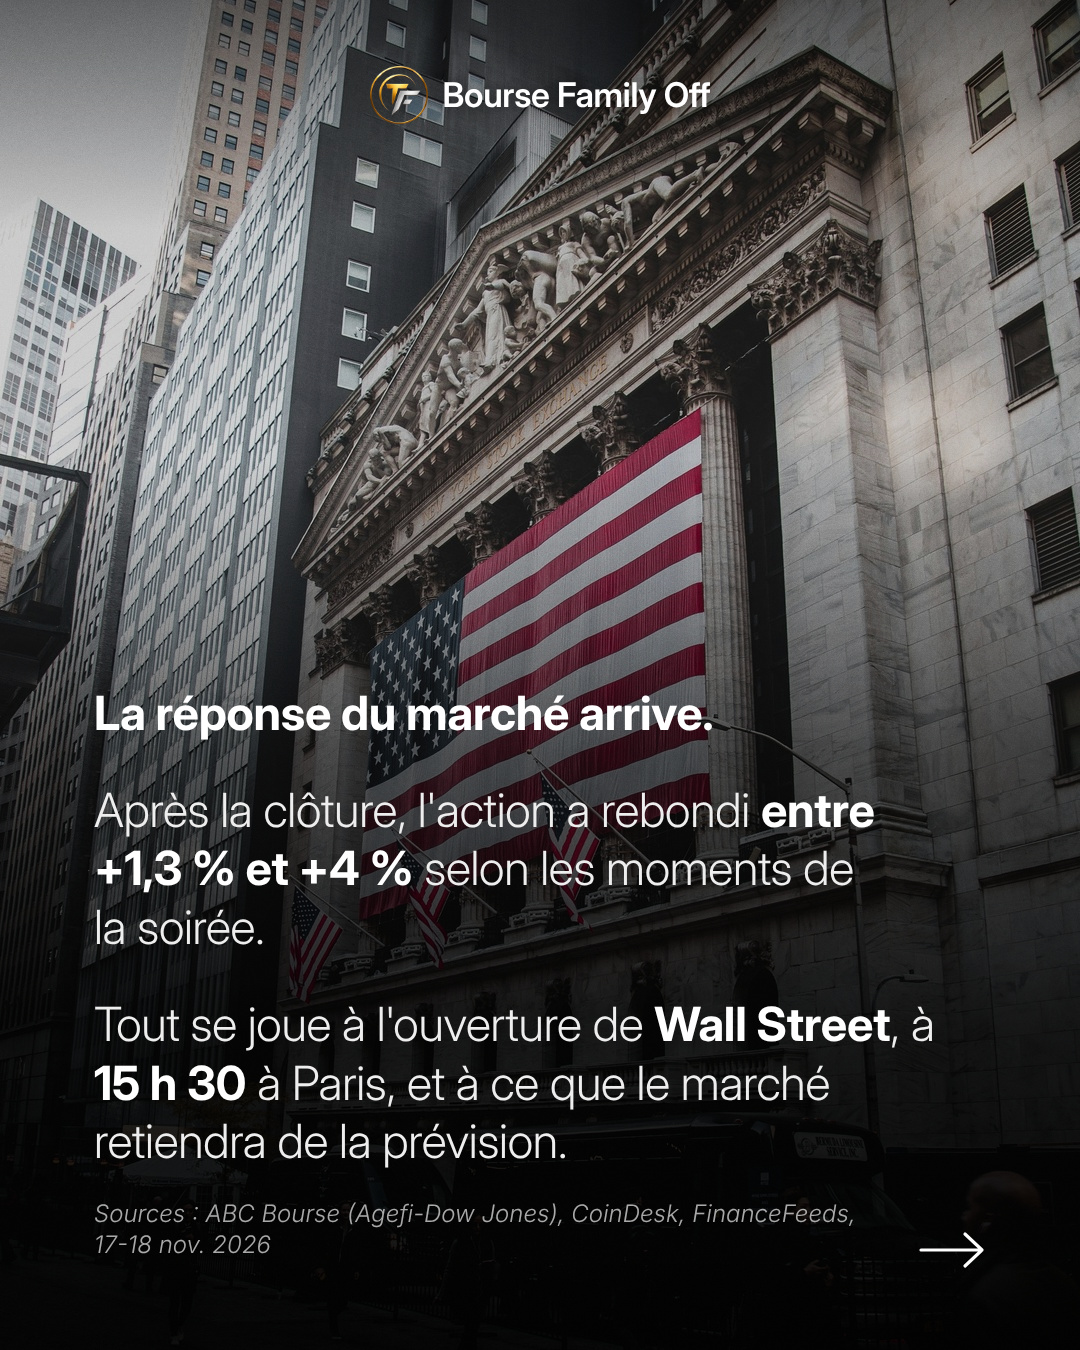 Bourse Family Off
La réponse du marché arrive.
Après la clôture, l'action a rebondi entre
+1,3 % et +4 % selon les moments de
la soirée.
Tout se joue à l'ouverture de Wall Street, à
15 h 30 à Paris, et à ce que le marché
retiendra de la prévision.
Sources : ABC Bourse (Agefi-Dow Jones), CoinDesk, FinanceFeeds,
17-18 nov. 2026